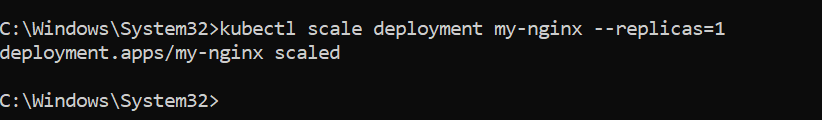 C:\Windows\System32>kubectl scale deployment my-nginx --replicas=1
deployment.apps/my-nginx scaled
C:\Windows\System32>